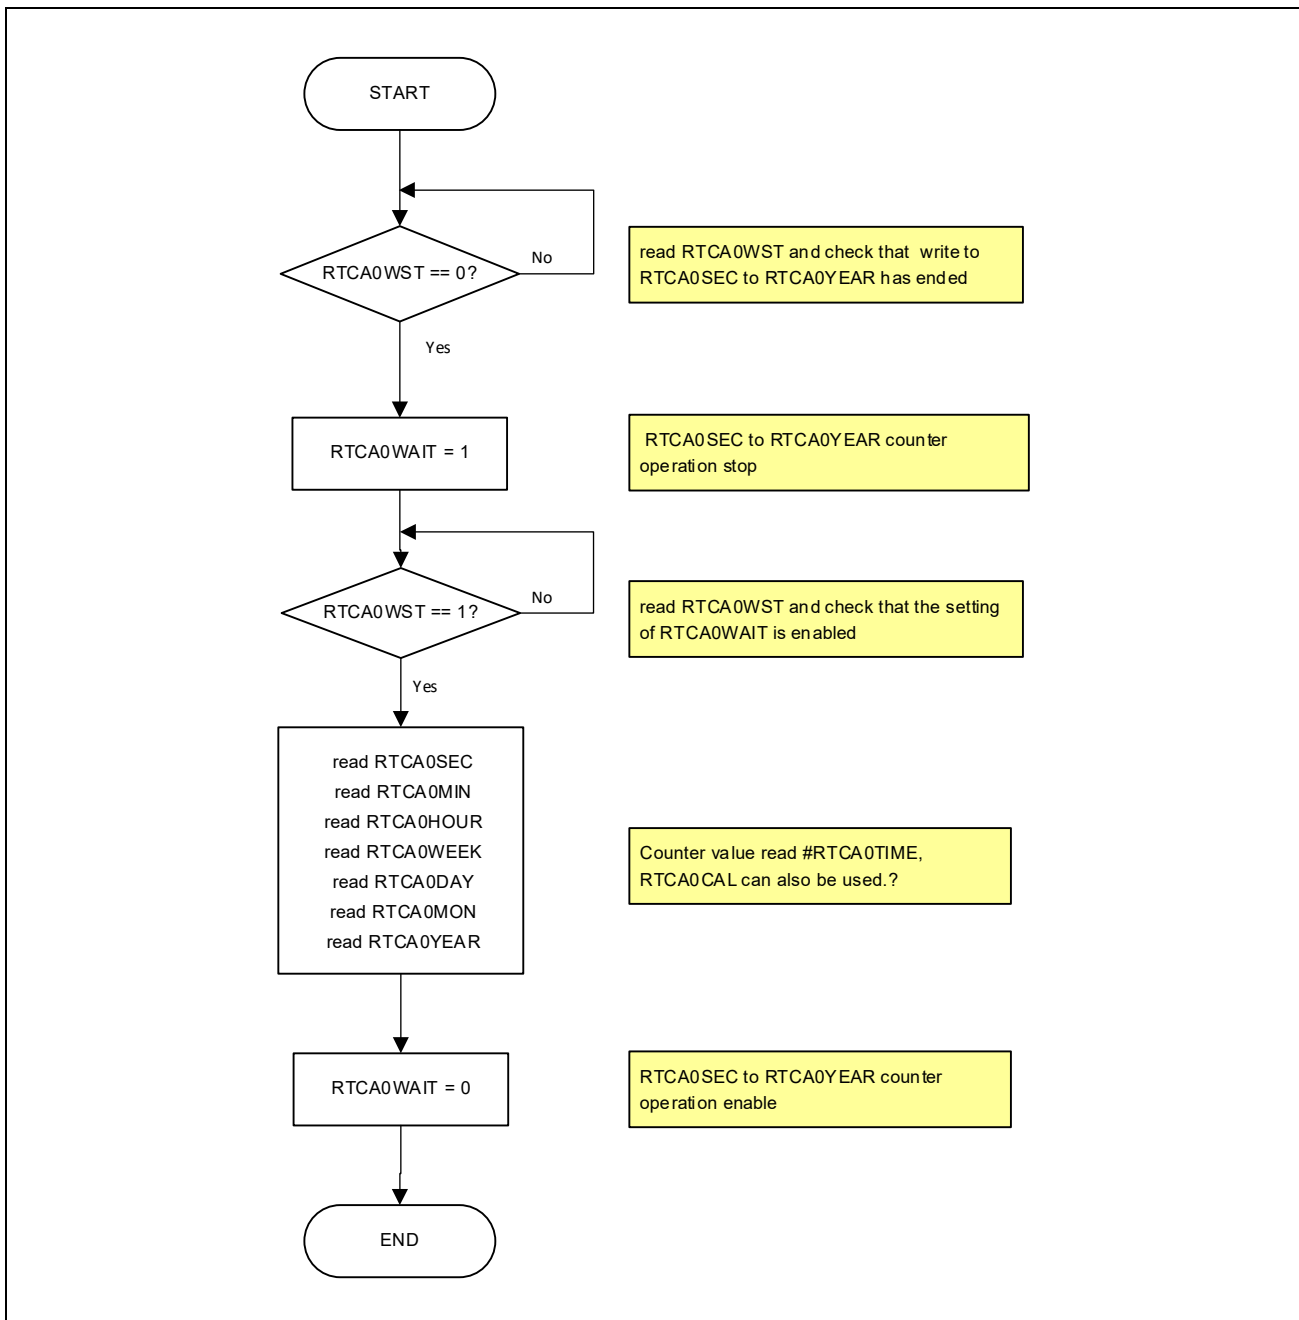 START
RTCA0WST == 0?
No
read RTCA0WST and check that write to
RTCA0SEC to RTCA0YEAR has ended
Yes
RTCA0WAIT = 1
RTCA0SEC to RTCA0YEAR counter
operation stop
RTCA0WST == 1?
No
read RTCA0WST and check that the setting
of RTCA0WAIT is enabled
Yes
read RTCA0SEC
read RTCA0MIN
read RTCA0HOUR
read RTCA0WEEK
read RTCA0DAY
read RTCA0MON
read RTCA0YEAR
Counter value read #RTCA0TIME,
RTCA0CAL can also be used.?
RTCA0WAIT = 0
RTCA0SEC to RTCA0YEAR counter
operation enable
END